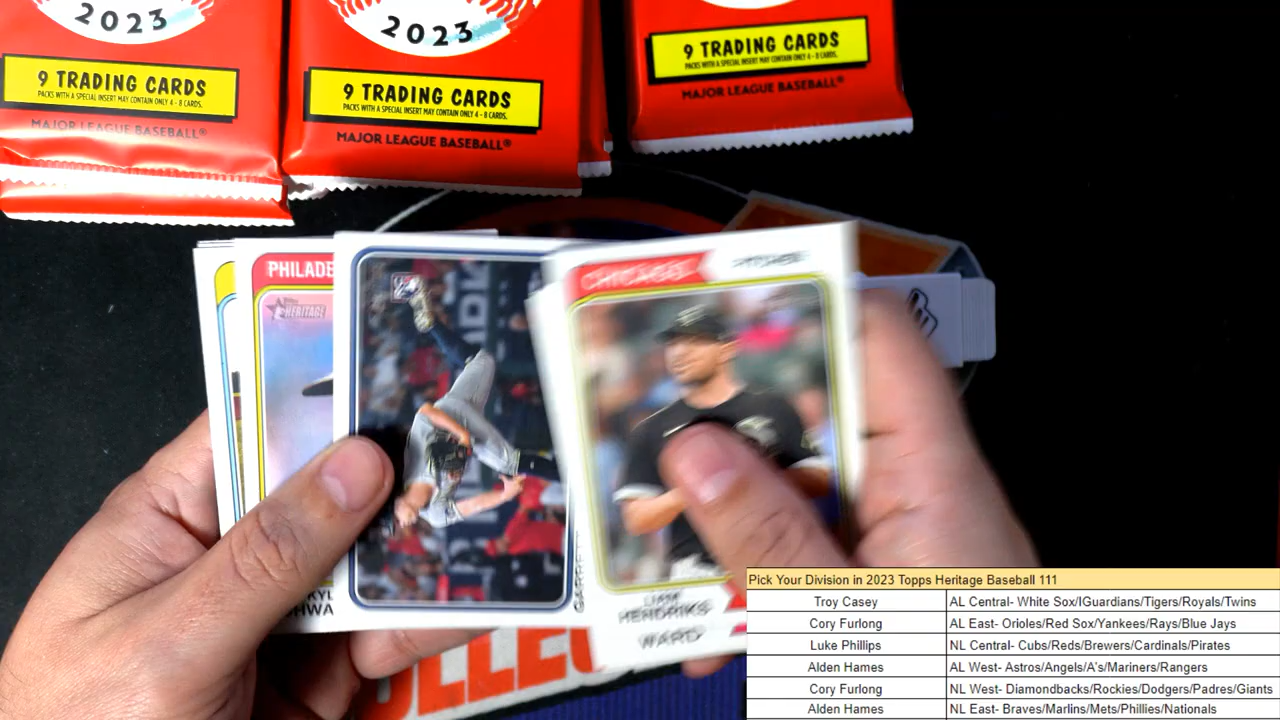 2023
2023
9 TRADING CARDS
PACKS WITH A SPECIAL INSERT MAY CONTAIN ONLY 4 - 8 CARDS.
MAJOR LEAGUE BASEBALL®
9 TRADING CARDS
PACKS WITH A SPECIAL INSERT MAY CONTAIN ONLY 4 - 8 CARDS.
MAJOR LEAGUE BASEBALL®
9 TRADING CARDS
PACKS WITH A SPECIAL INSERT MAY CONTAIN ONLY 4 - 8 CARDS.
MAJOR LEAGUE BASEBALL®
PHILADE
HERITAGE
KYL
HWA
CHICAGO PITCHER
LIAM
HENDRIKS
WARD
Pick Your Division in 2023 Topps Heritage Baseball 111
Troy Casey AL Central- White Sox/IGuardians/Tigers/Royals/Twins
Cory Furlong AL East- Orioles/Red Sox/Yankees/Rays/Blue Jays
Luke Phillips NL Central- Cubs/Reds/Brewers/Cardinals/Pirates
Alden Hames AL West- Astros/Angels/A's/Mariners/Rangers
Cory Furlong NL West- Diamondbacks/Rockies/Dodgers/Padres/Giants
Alden Hames NL East- Braves/Marlins/Mets/Phillies/Nationals